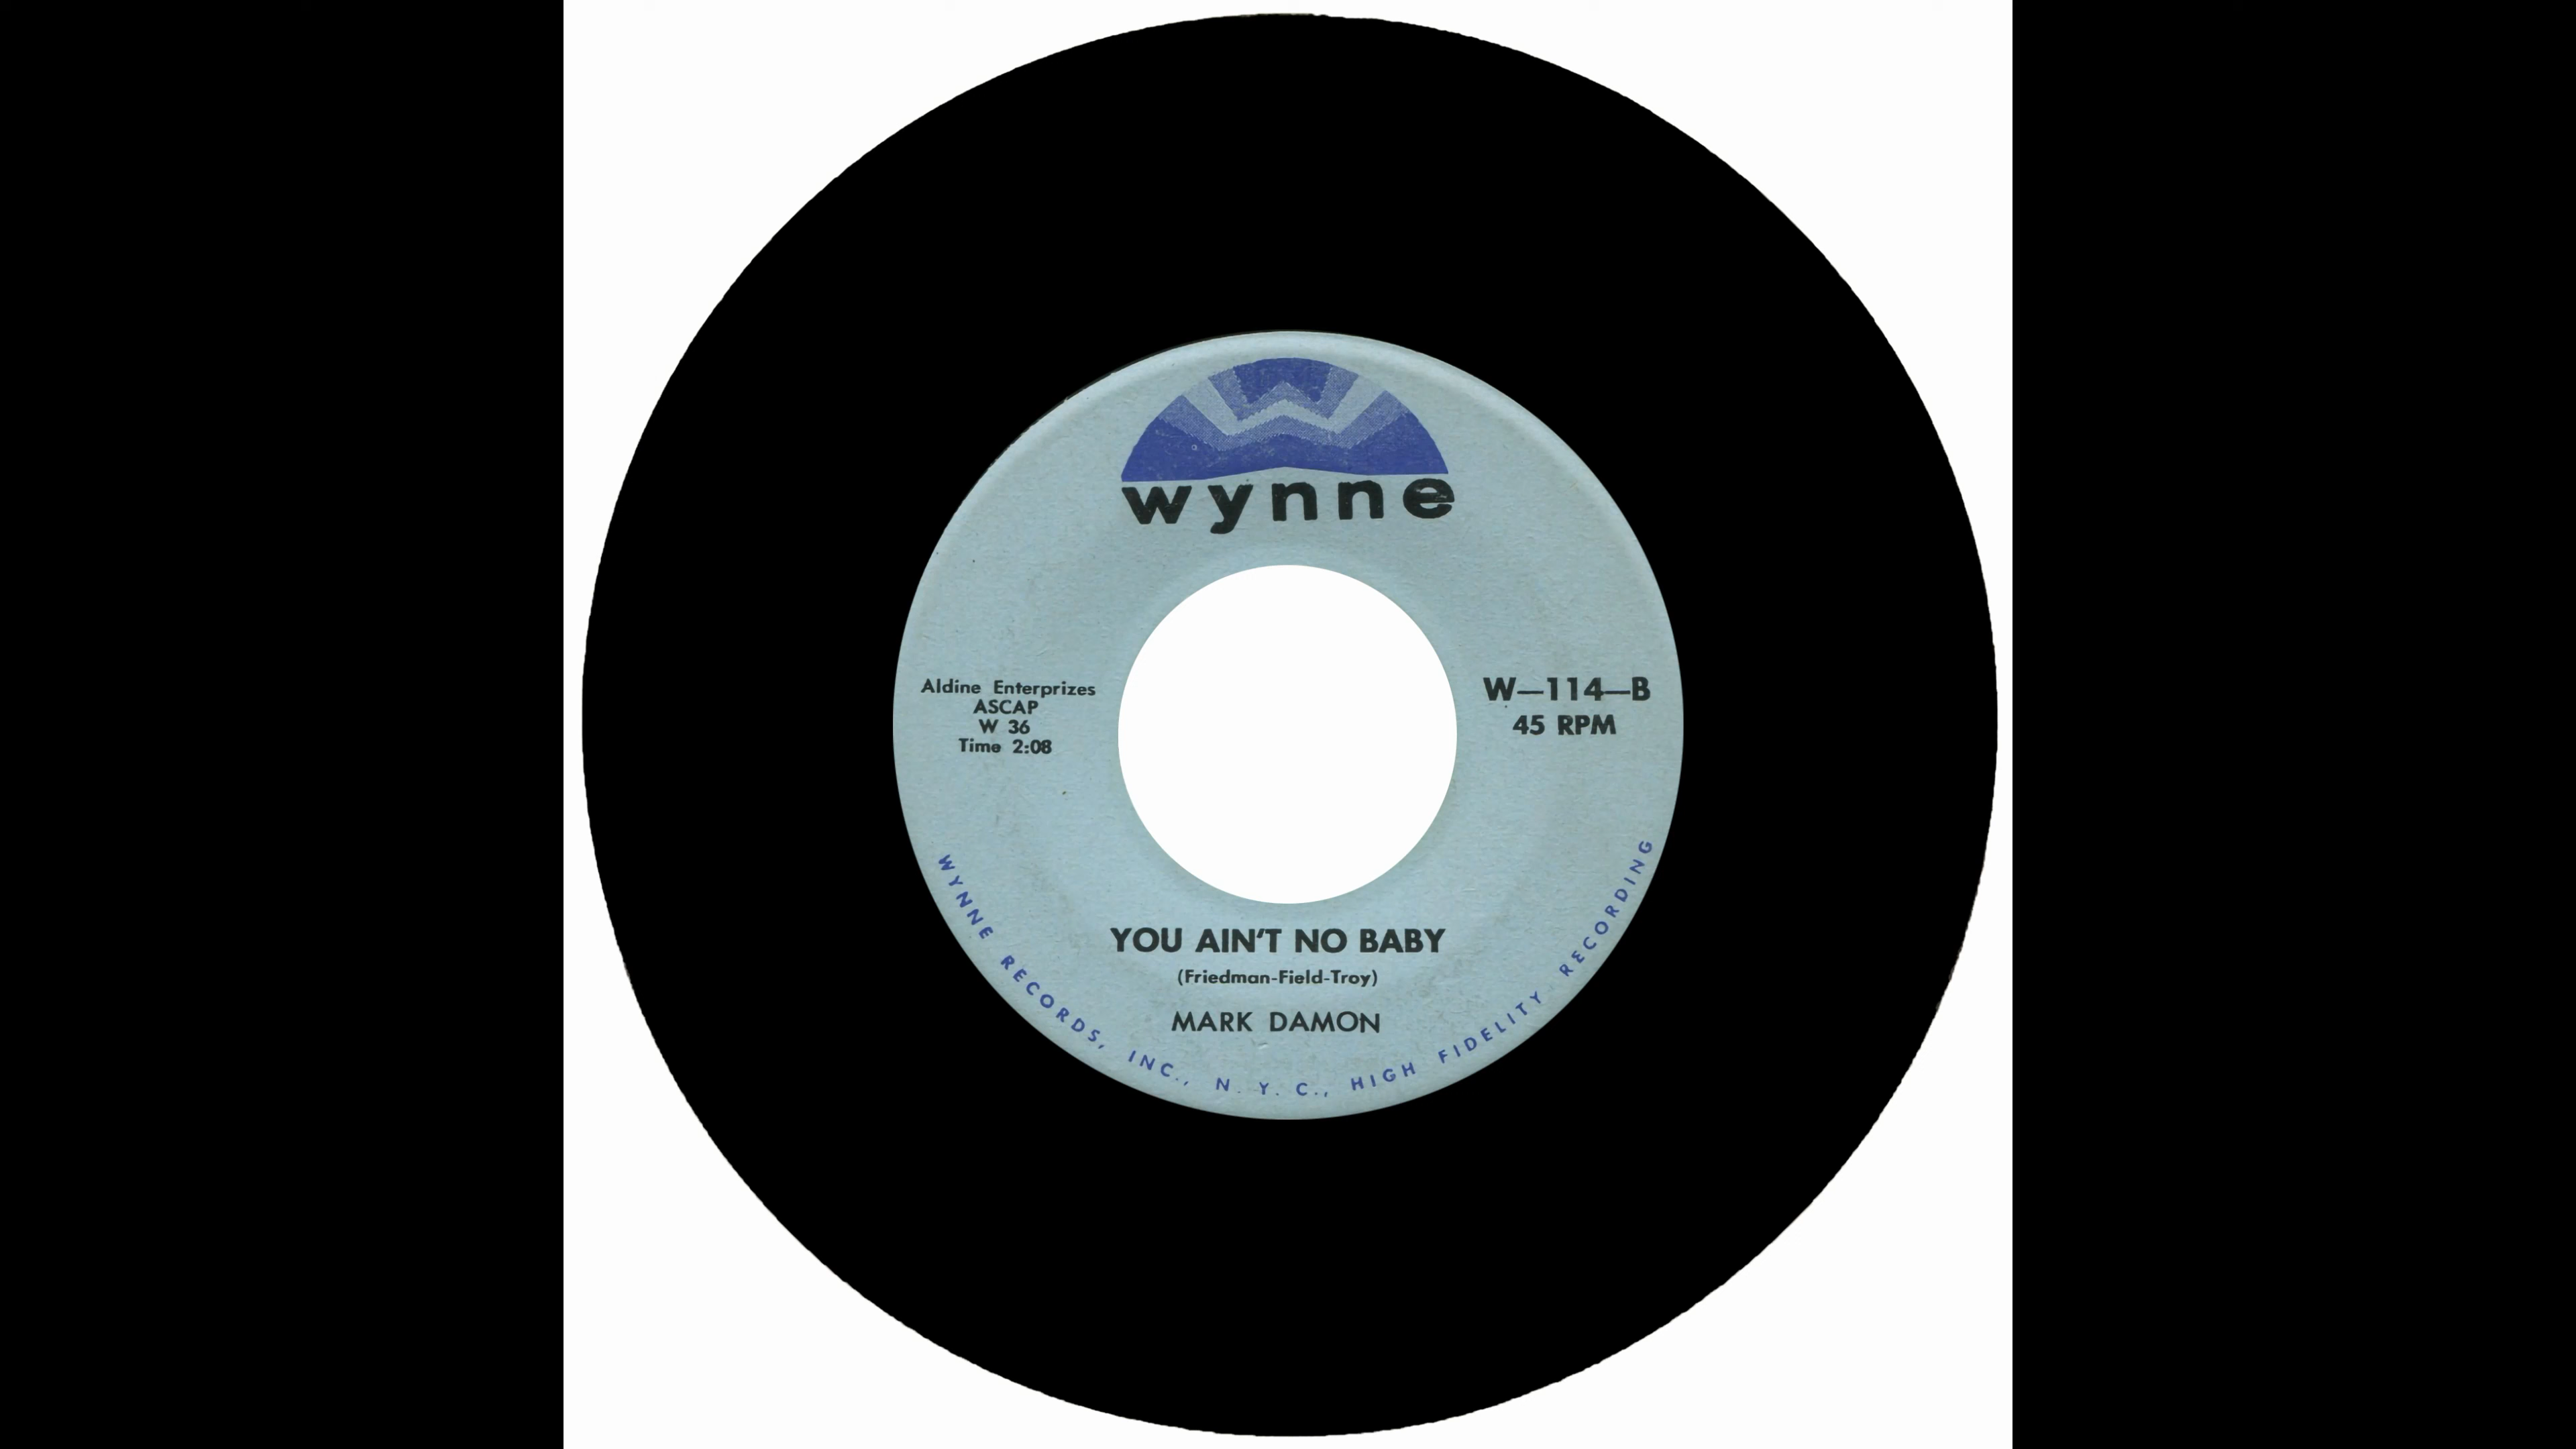 wynne
Aldine Enterprizes
ASCAP
W 36
Time 2:08
W—114—B
45 RPM
YOU AIN'T NO BABY
(Friedman-Field-Troy)
MARK DAMON
WYNNE RECORDS, INC., N. Y. C., HIGH FIDELITY RECORDING